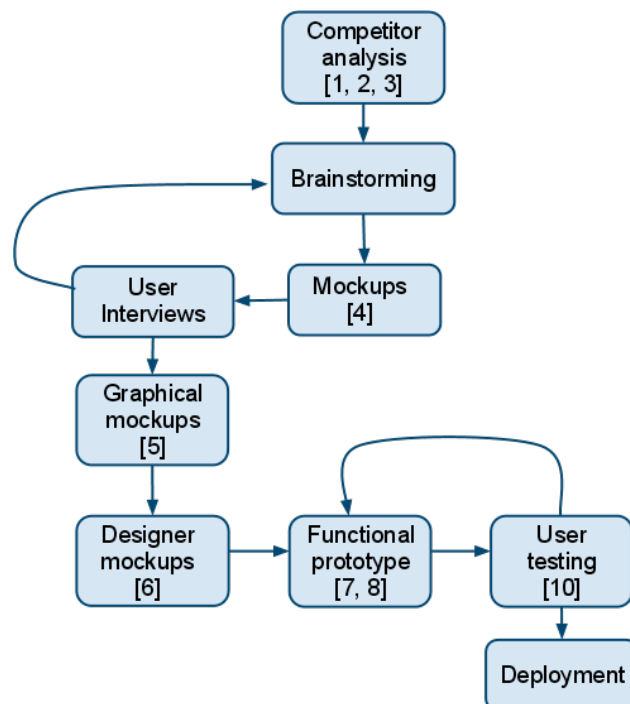 Competitor
analysis
[1, 2, 3]
Brainstorming
Mockups
[4]
User
Interviews
Graphical
mockups
[5]
Designer
mockups
[6]
Functional
prototype
[7, 8]
User
testing
[10]
Deployment